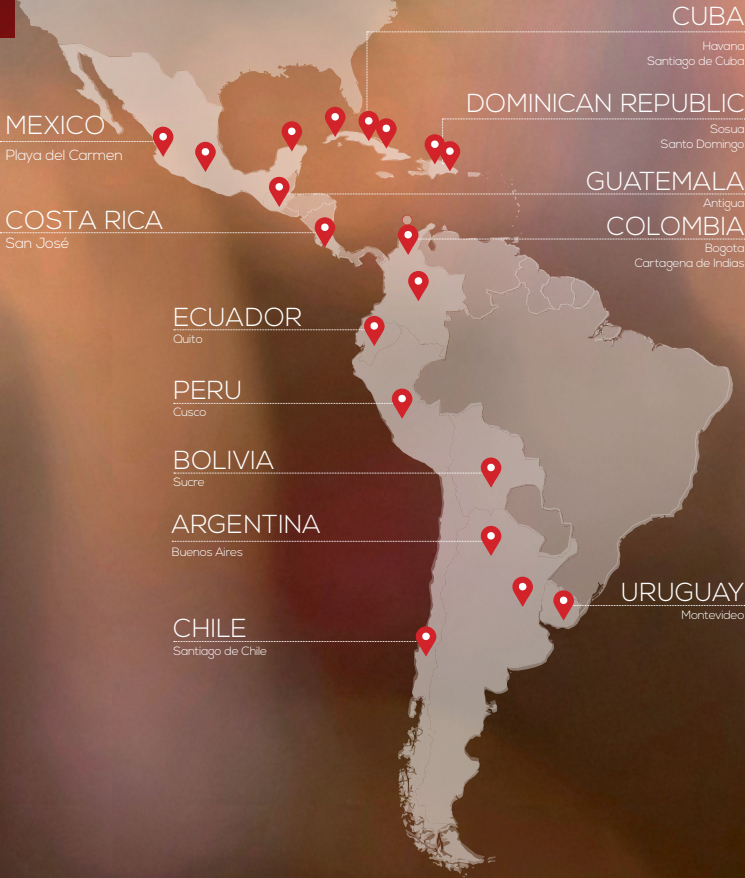 CUBA
Havana
Santiago de Cuba
DOMINICAN REPUBLIC
Sosua
Santo Domingo
MEXICO
Playa del Carmen
GUATEMALA
Antigua
COSTA RICA
San José
COLOMBIA
Bogota
Cartagena de Indias
ECUADOR
Quito
PERU
Cusco
BOLIVIA
Sucre
ARGENTINA
Buenos Aires
URUGUAY
Montevideo
CHILE
Santiago de Chile